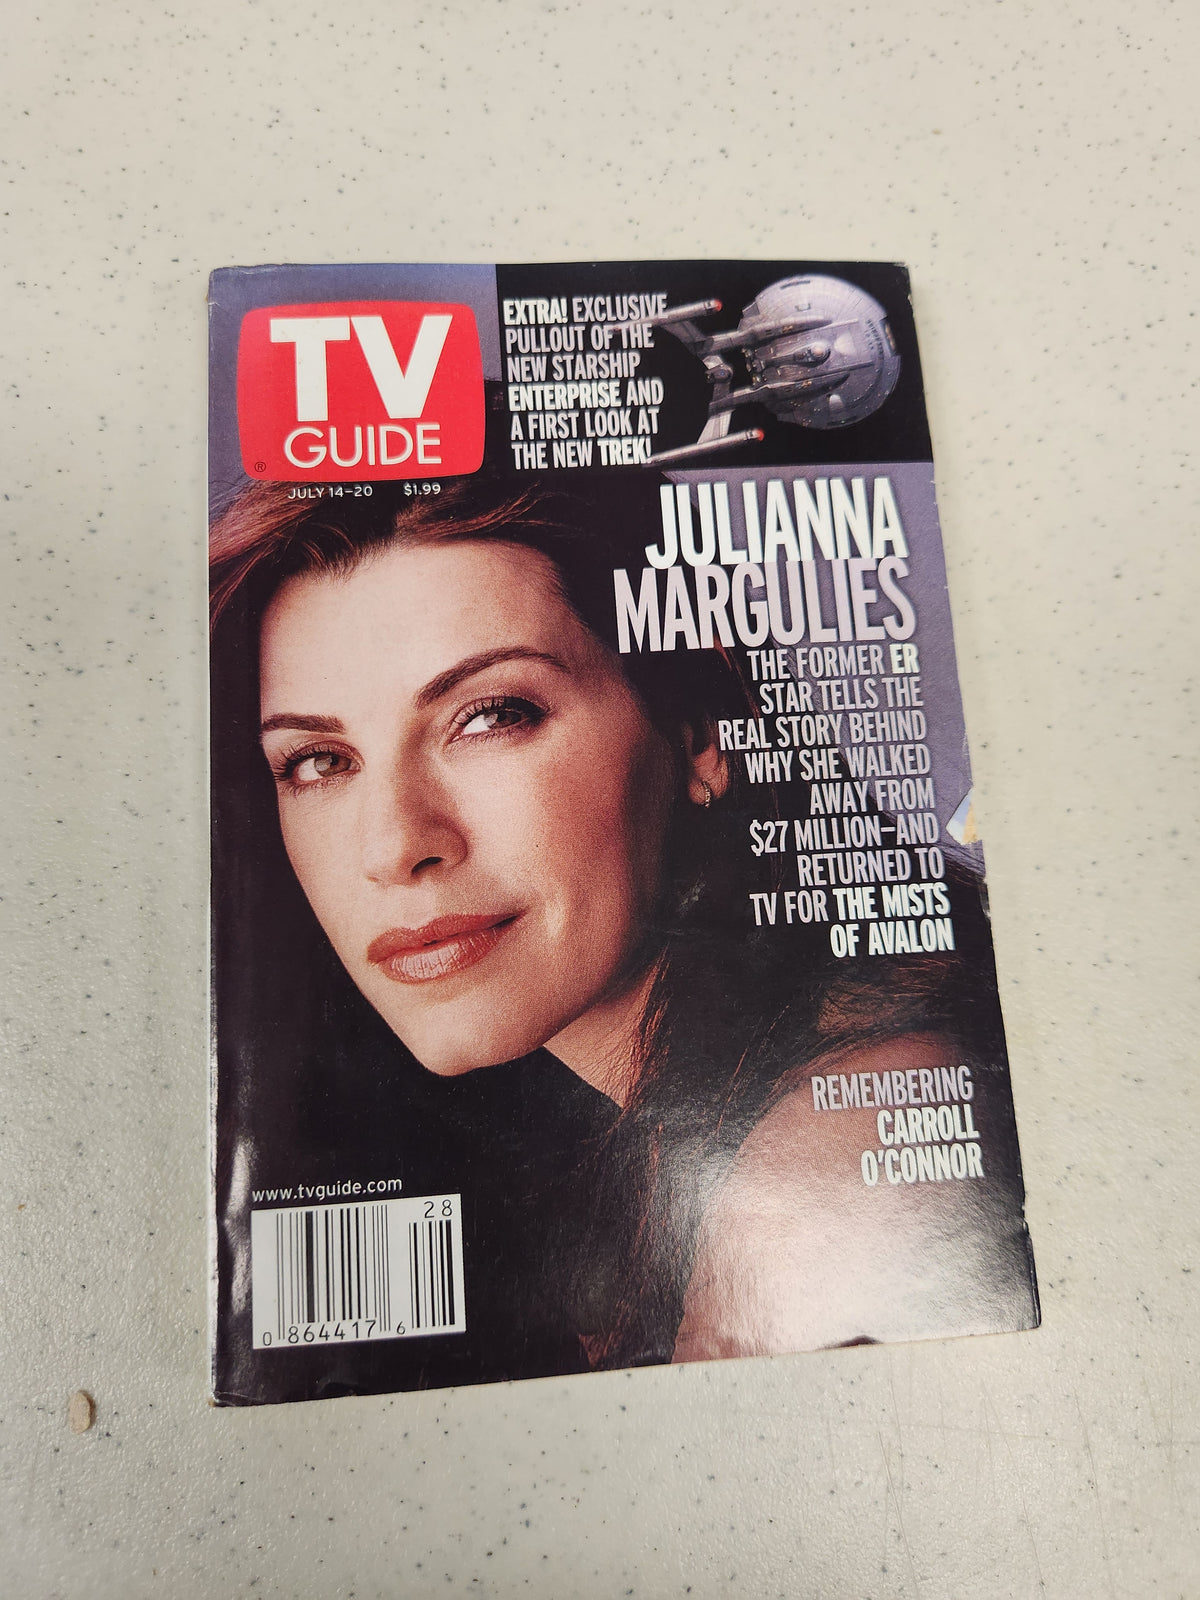 TV
GUIDE
®
JULY 14–20 $1.99
EXTRA! EXCLUSIVE
PULLOUT OF THE
NEW STARSHIP
ENTERPRISE AND
A FIRST LOOK AT
THE NEW TREK!
JULIANNA
MARGULIES
THE FORMER ER
STAR TELLS THE
REAL STORY BEHIND
WHY SHE WALKED
AWAY FROM
$27 MILLION–AND
RETURNED TO
TV FOR THE MISTS
OF AVALON
REMEMBERING
CARROLL
O'CONNOR
www.tvguide.com
28
0 864417 6